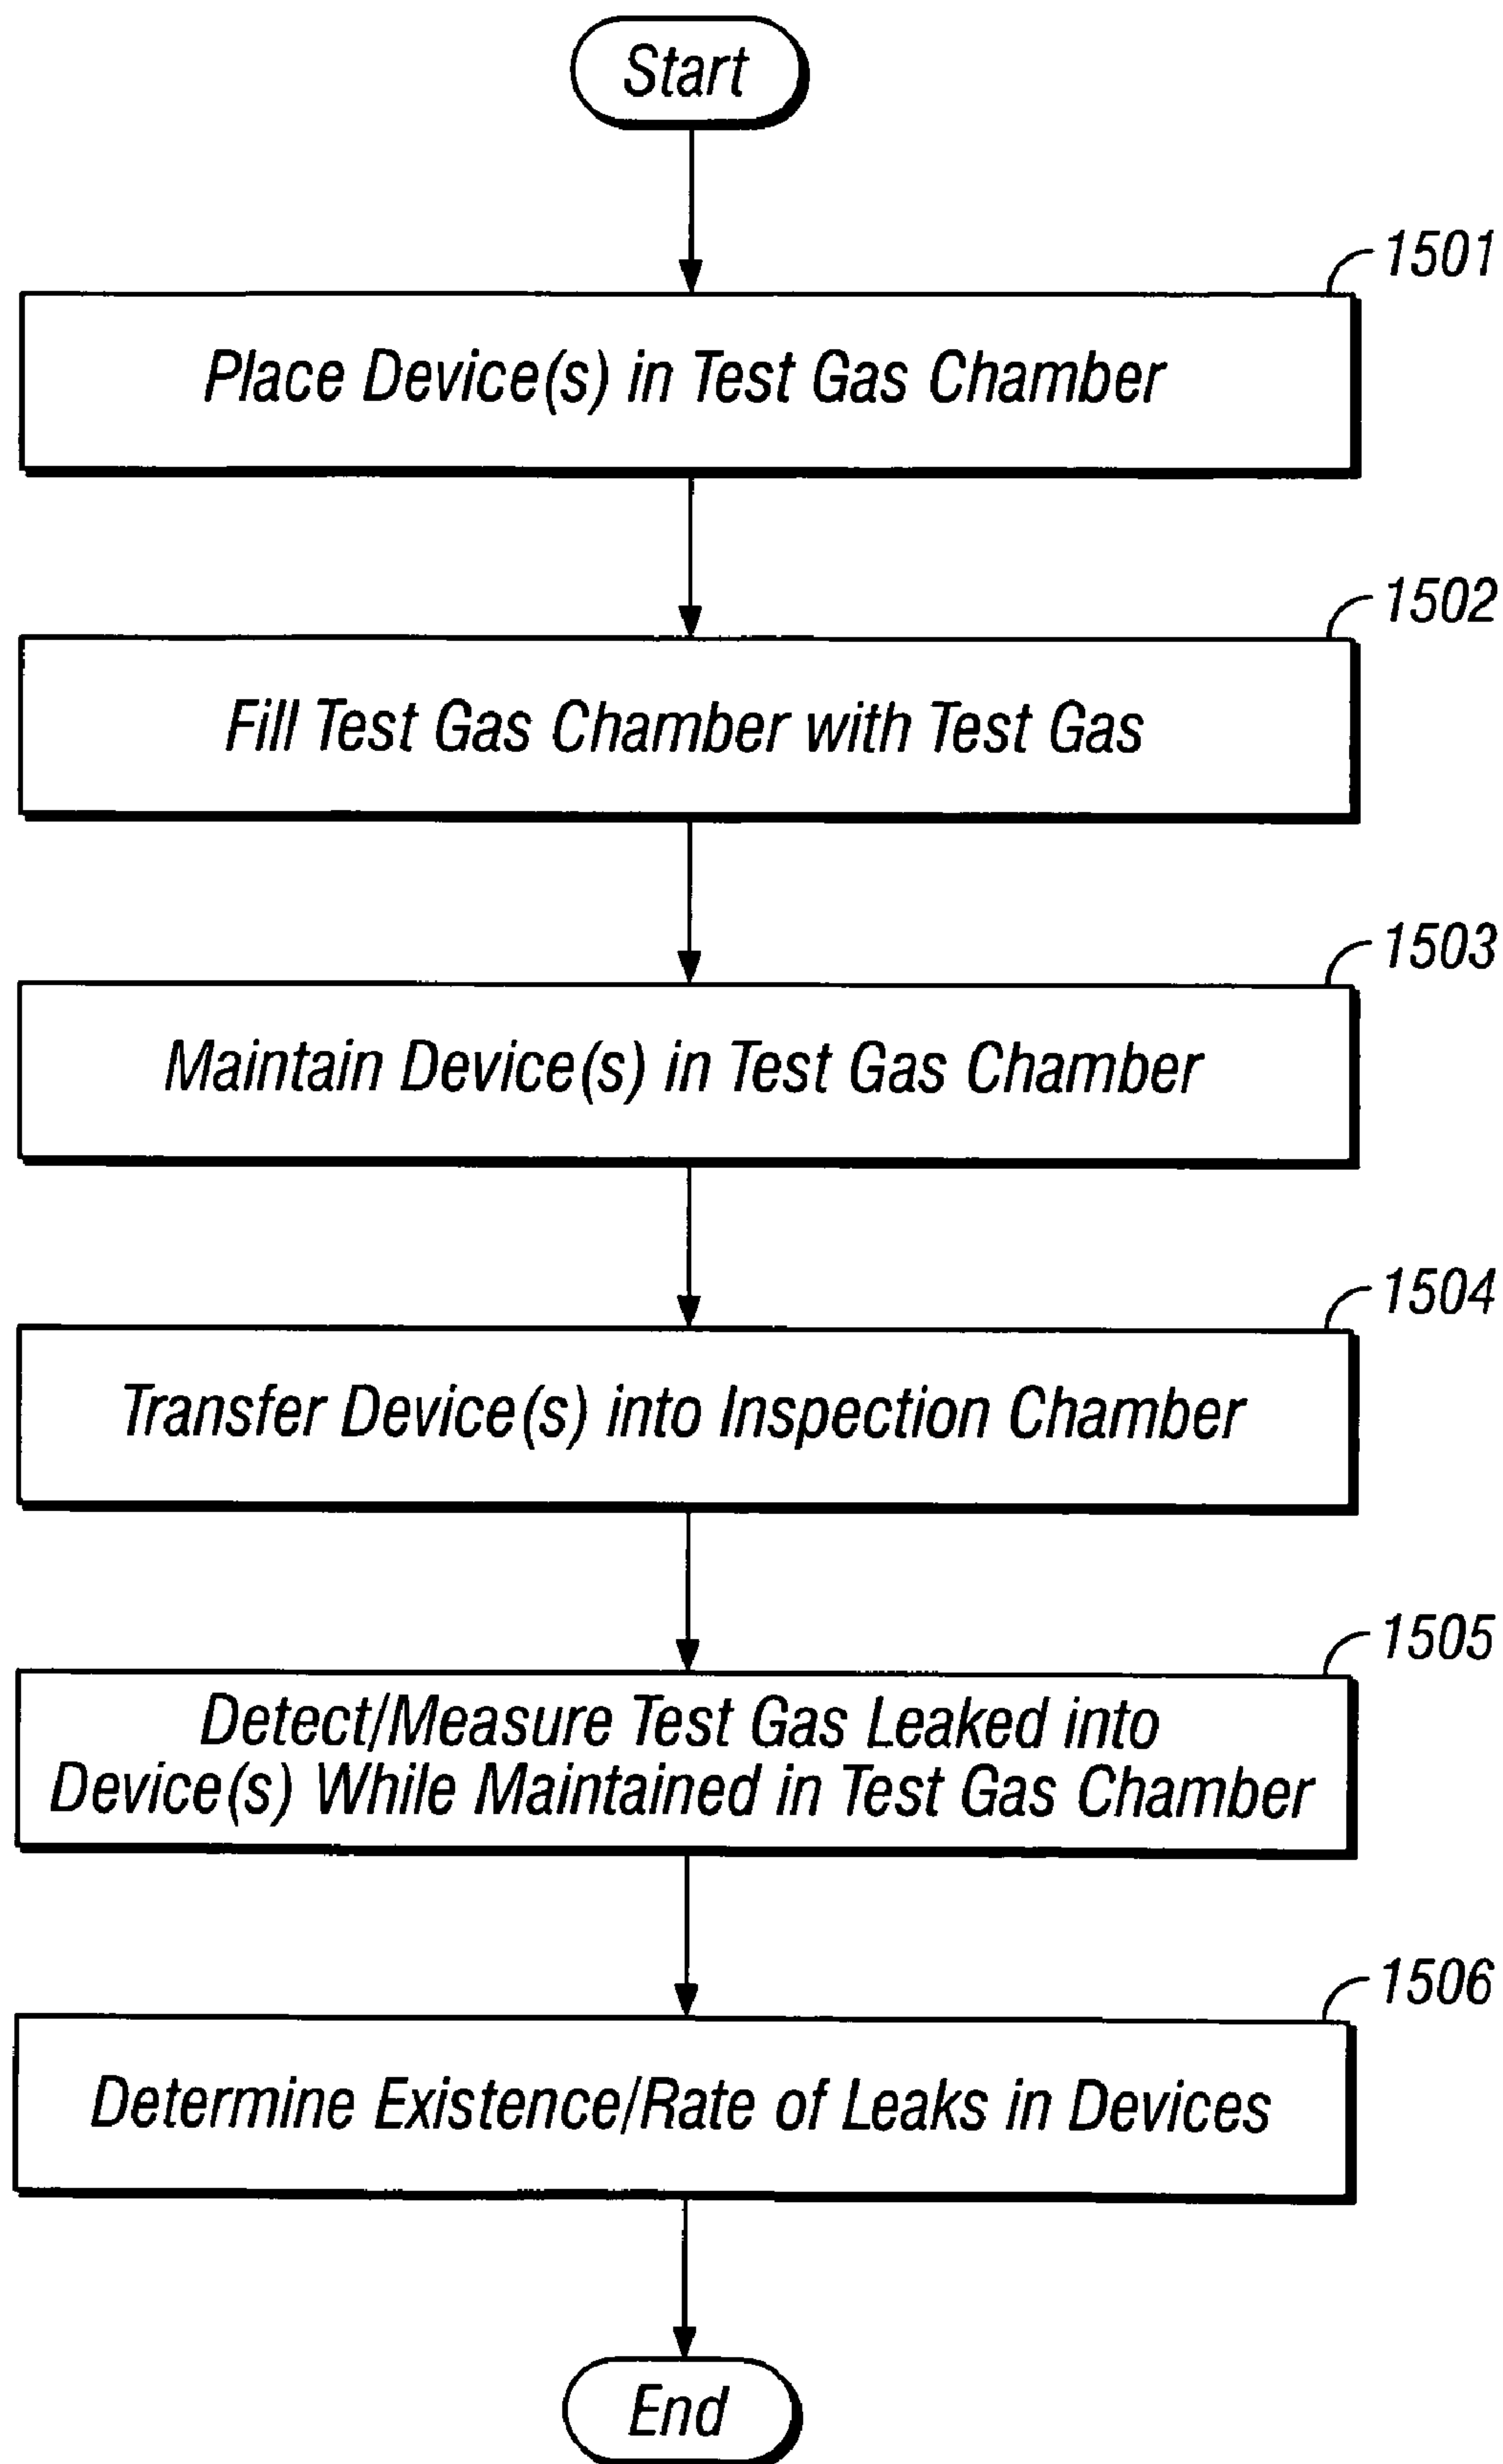 Start
1501
Place Device(s) in Test Gas Chamber
1502
Fill Test Gas Chamber with Test Gas
1503
Maintain Device(s) in Test Gas Chamber
1504
Transfer Device(s) into Inspection Chamber
1505
Detect/Measure Test Gas Leaked into
Device(s) While Maintained in Test Gas Chamber
1506
Determine Existence/Rate of Leaks in Devices
End